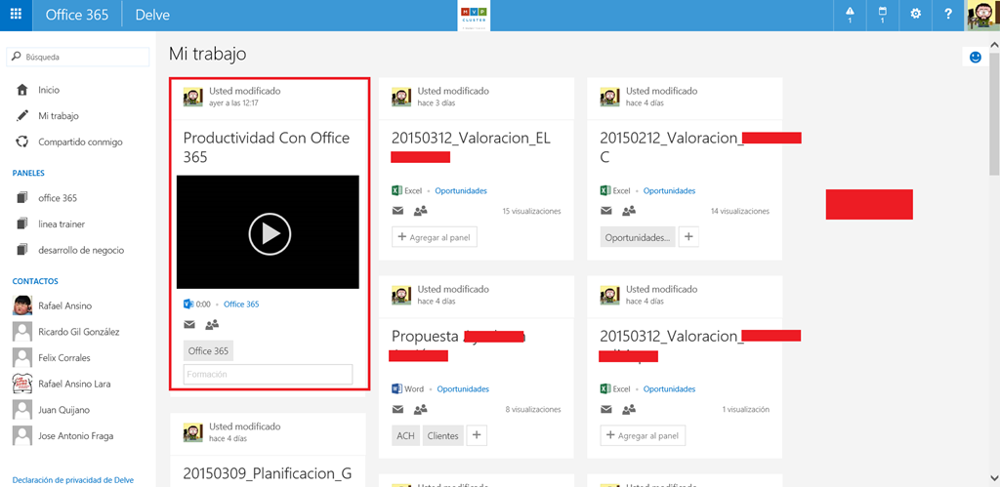 Office 365
Delve
MVP
CLUSTER
1
1
?
Búsqueda
Inicio
Mi trabajo
Compartido conmigo
PANELES
office 365
linea trainer
desarrollo de negocio
CONTACTOS
Rafael Ansino
Ricardo Gil González
Felix Corrales
Rafael Ansino Lara
Juan Quijano
Jose Antonio Fraga
Declaración de privacidad de Delve
Mi trabajo
Usted modificado
ayer a las 12:17
Productividad Con Office
365
0:00 Office 365
Office 365
Formación
Usted modificado
hace 4 días
20150309_Planificacion_G
Usted modificado
hace 3 días
20150312_Valoracion_EL
Excel Oportunidades
15 visualizaciones
+ Agregar al panel
Usted modificado
hace 4 días
Propuesta
Word Oportunidades
8 visualizaciones
ACH Clientes +
Usted modificado
hace 4 días
20150212_Valoracion_
C
Excel Oportunidades
14 visualizaciones
Oportunidades... +
Usted modificado
hace 4 días
20150312_Valoracion_
Excel Oportunidades
1 visualización
+ Agregar al panel